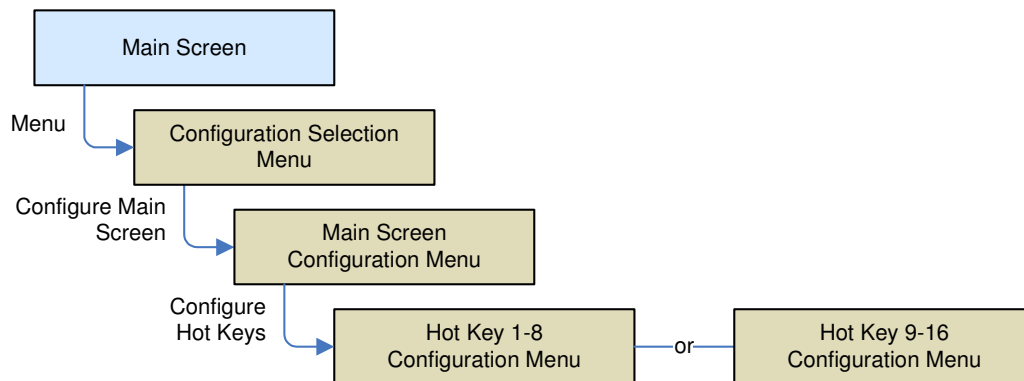 Main Screen
Menu
Configuration Selection
Menu
Configure Main
Screen
Main Screen
Configuration Menu
Configure
Hot Keys
Hot Key 1-8
Configuration Menu
or
Hot Key 9-16
Configuration Menu